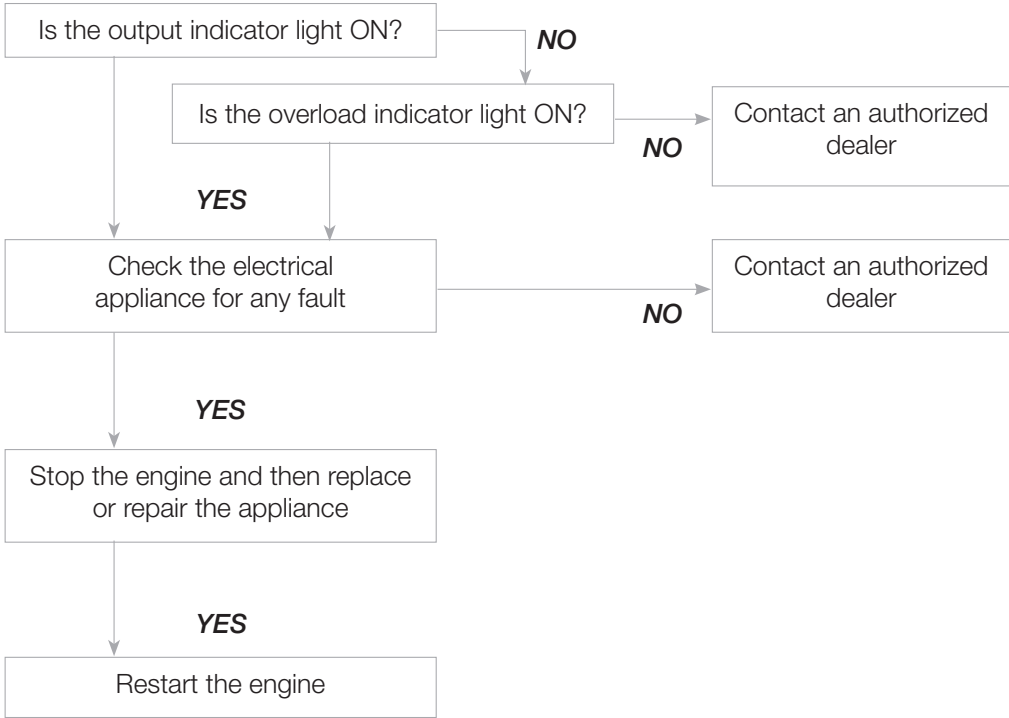 Is the output indicator light ON?
NO
Is the overload indicator light ON?
NO
Contact an authorized
dealer
YES
Check the electrical
appliance for any fault
NO
Contact an authorized
dealer
YES
Stop the engine and then replace
or repair the appliance
YES
Restart the engine